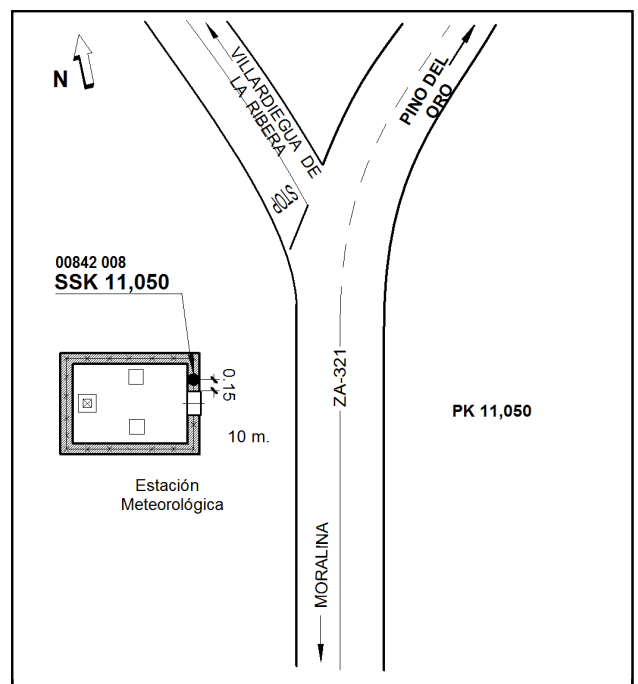 N
VILLARDIEGUA DE
LA RIBERA
PINO DEL
ORO
STOP
00842 008
SSK 11,050
0.15
ZA-321
PK 11,050
10 m.
Estación
Meteorológica
MORALINA